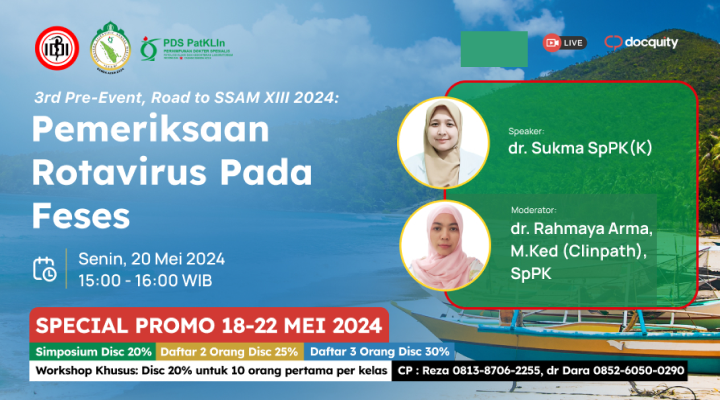 PDS PatKLIn
LIVE
docquity
3rd Pre-Event, Road to SSAM XIII 2024:
Pemeriksaan
Rotavirus Pada
Feses
Senin, 20 Mei 2024
15:00 - 16:00 WIB
Speaker:
dr. Sukma SpPK(K)
Moderator:
dr. Rahmaya Arma,
M.Ked (Clinpath),
SpPK
SPECIAL PROMO 18-22 MEI 2024
Simposium Disc 20% Daftar 2 Orang Disc 25% Daftar 3 Orang Disc 30%
Workshop Khusus: Disc 20% untuk 10 orang pertama per kelas CP : Reza 0813-8706-2255, dr Dara 0852-6050-0290